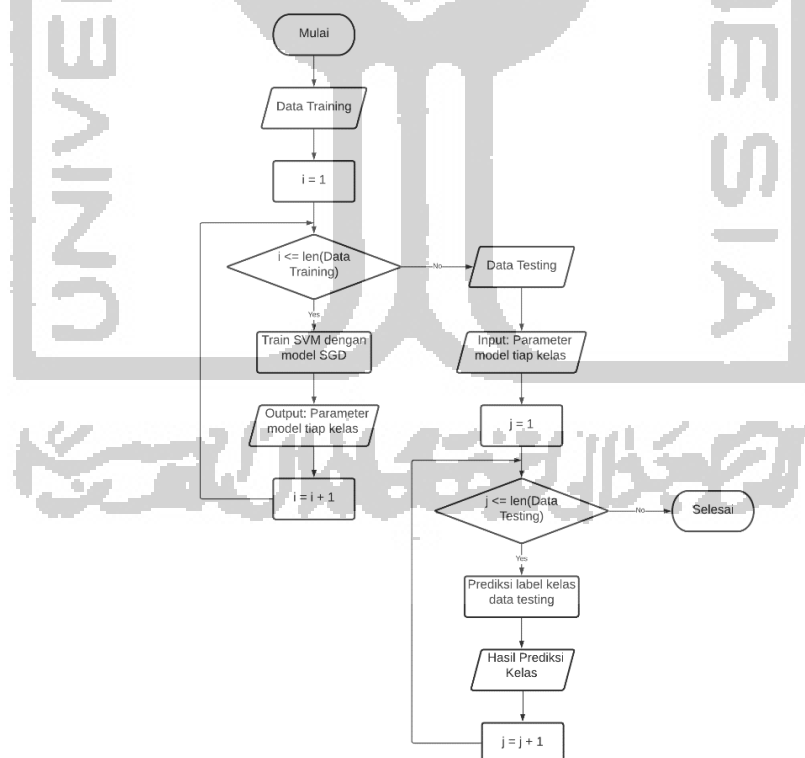 Mulai
Data Training
i = 1
i <= len(Data
Training)
No
Yes
Train SVM dengan
model SGD
Output: Parameter
model tiap kelas
i = i + 1
Data Testing
Input: Parameter
model tiap kelas
j = 1
j <= len(Data
Testing)
No
Selesai
Yes
Prediksi label kelas
data testing
Hasil Prediksi
Kelas
j = j + 1